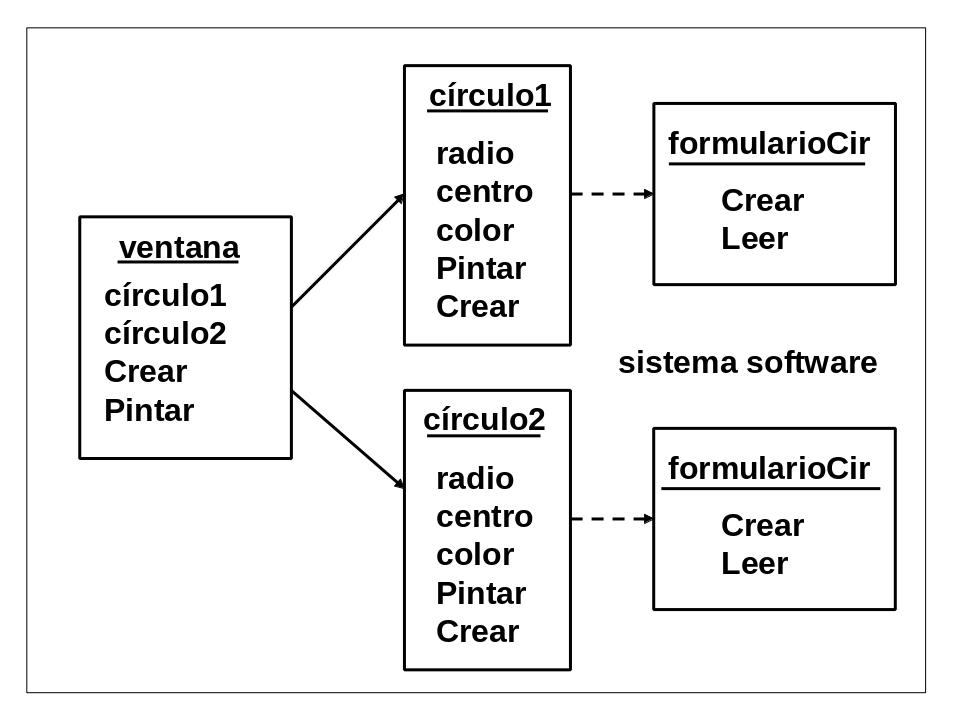 ventana
círculo1
círculo2
Crear
Pintar
círculo1
radio
centro
color
Pintar
Crear
formularioCir
Crear
Leer
sistema software
círculo2
radio
centro
color
Pintar
Crear
formularioCir
Crear
Leer